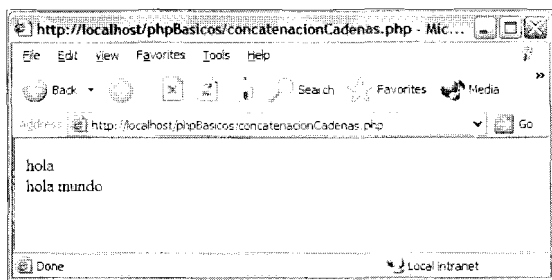 http://localhost/phpBasicos/concatenacionCadenas.php - Mic...
File Edit View Favorites Tools Help
Back Search Favorites Media »
Address http://localhost/phpBasicos/concatenacionCadenas.php Go
hola
hola mundo
Done Local intranet